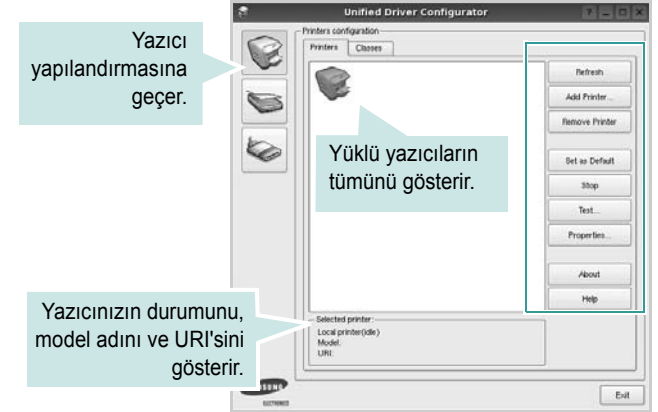 Unified Driver Configurator
Yazıcı
yapılandırmasına
geçer.
Printers configuration
Printers
Classes
Refresh
Add Printer...
Remove Printer
Set as Default
Stop
Test...
Properties...
About
Help
Yüklü yazıcıların
tümünü gösterir.
Yazıcınızın durumunu,
model adını ve URI'sini
gösterir.
Selected printer:
Local printer(idle)
Model:
URI:
ELECTRONICS
Exit